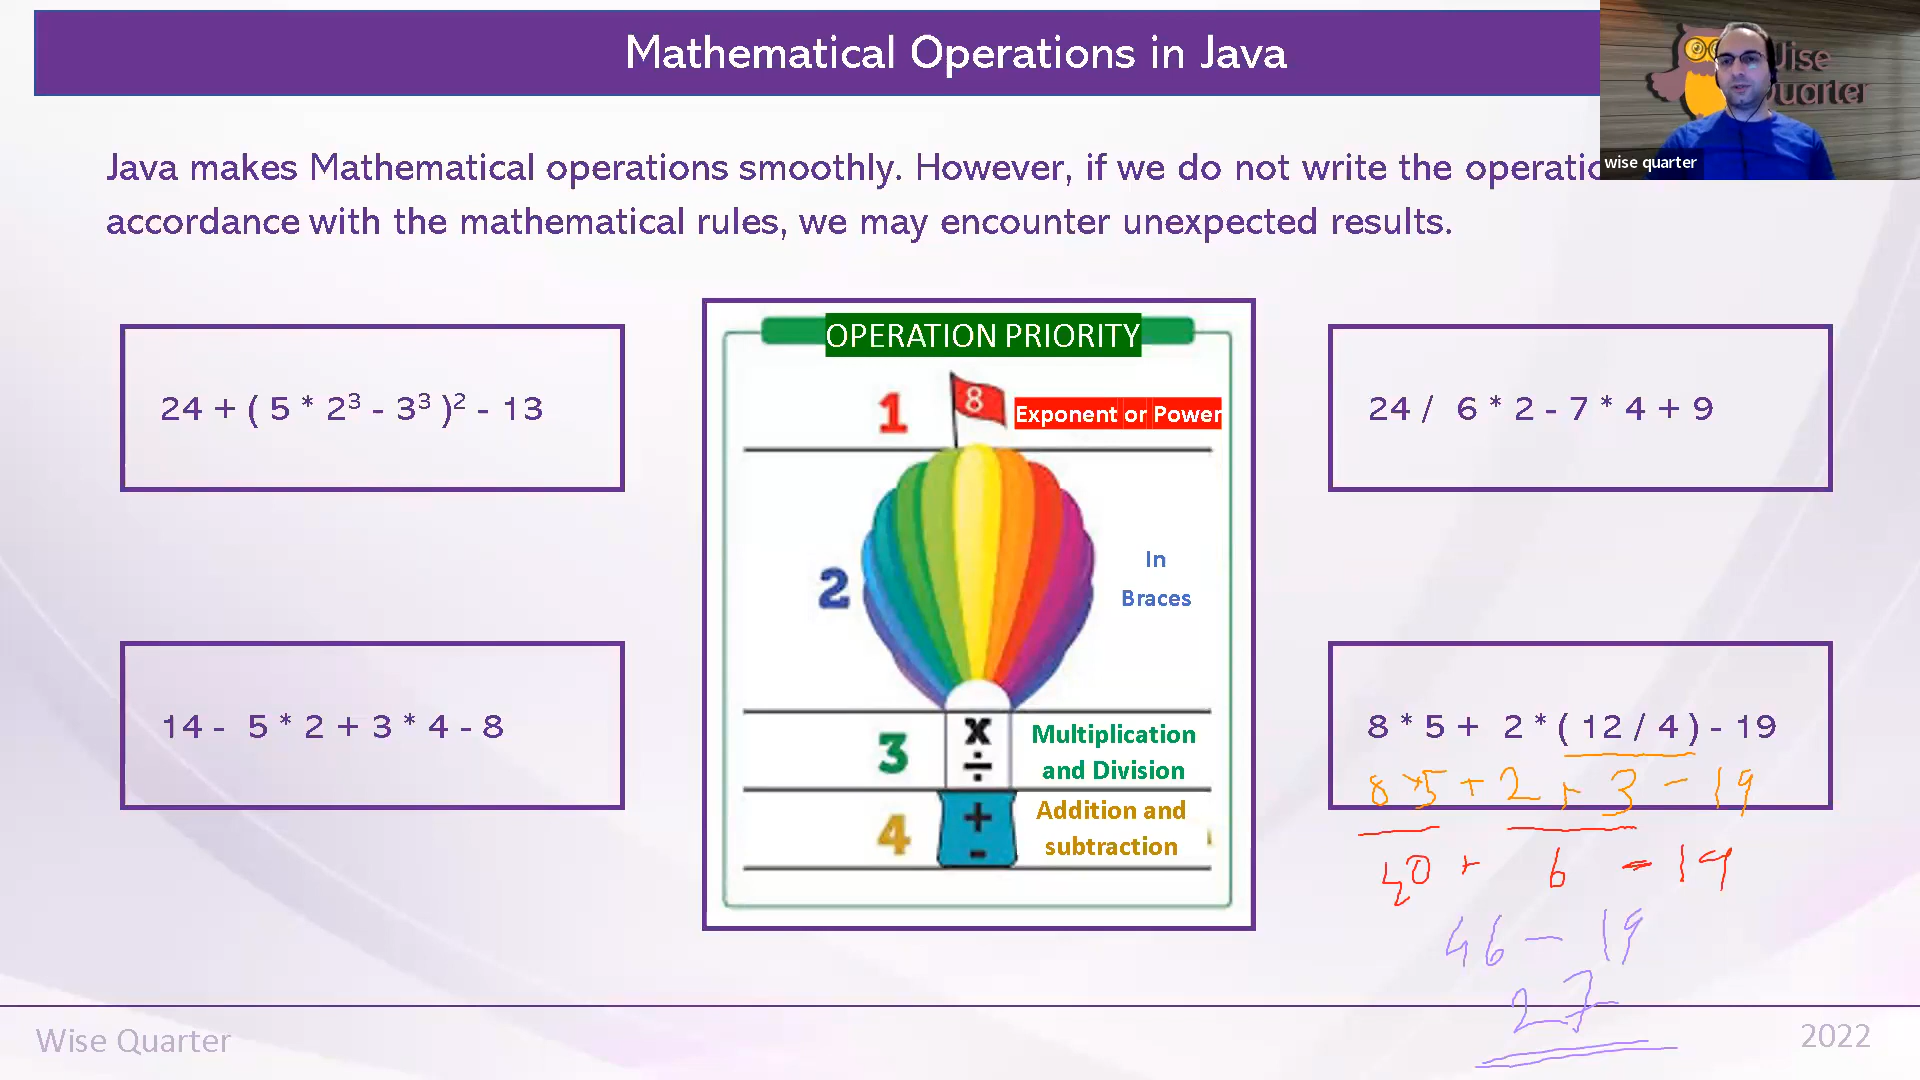 Mathematical Operations in Java
Wise
Quarter
wise quarter
Java makes Mathematical operations smoothly. However, if we do not write the
accordance with the mathematical rules, we may encounter unexpected results.
24 + ( 5 * 2³ - 3³ )² - 13
OPERATION PRIORITY
1 8 Exponent or Power
2 In
Braces
3 x ÷ Multiplication
and Division
4 + - Addition and
subtraction
24 / 6 * 2 - 7 * 4 + 9
14 - 5 * 2 + 3 * 4 - 8
8 * 5 + 2 * ( 12 / 4 ) - 19
8 * 5 + 2 + 3 - 19
40 + 6 - 19
46 - 19
27
Wise Quarter
2022